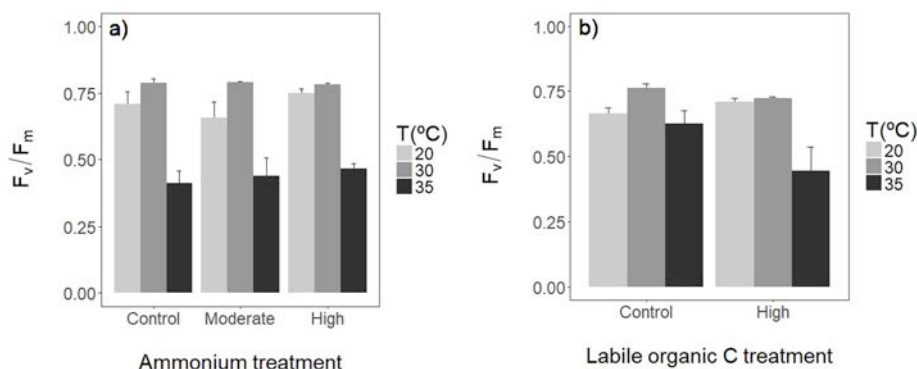 a)
1.00
0.75
0.50
0.25
0.00
Fv/Fm
Control Moderate High
Ammonium treatment
T(ºC)
20
30
35
b)
1.00
0.75
0.50
0.25
0.00
Fv/Fm
Control High
Labile organic C treatment
T(ºC)
20
30
35